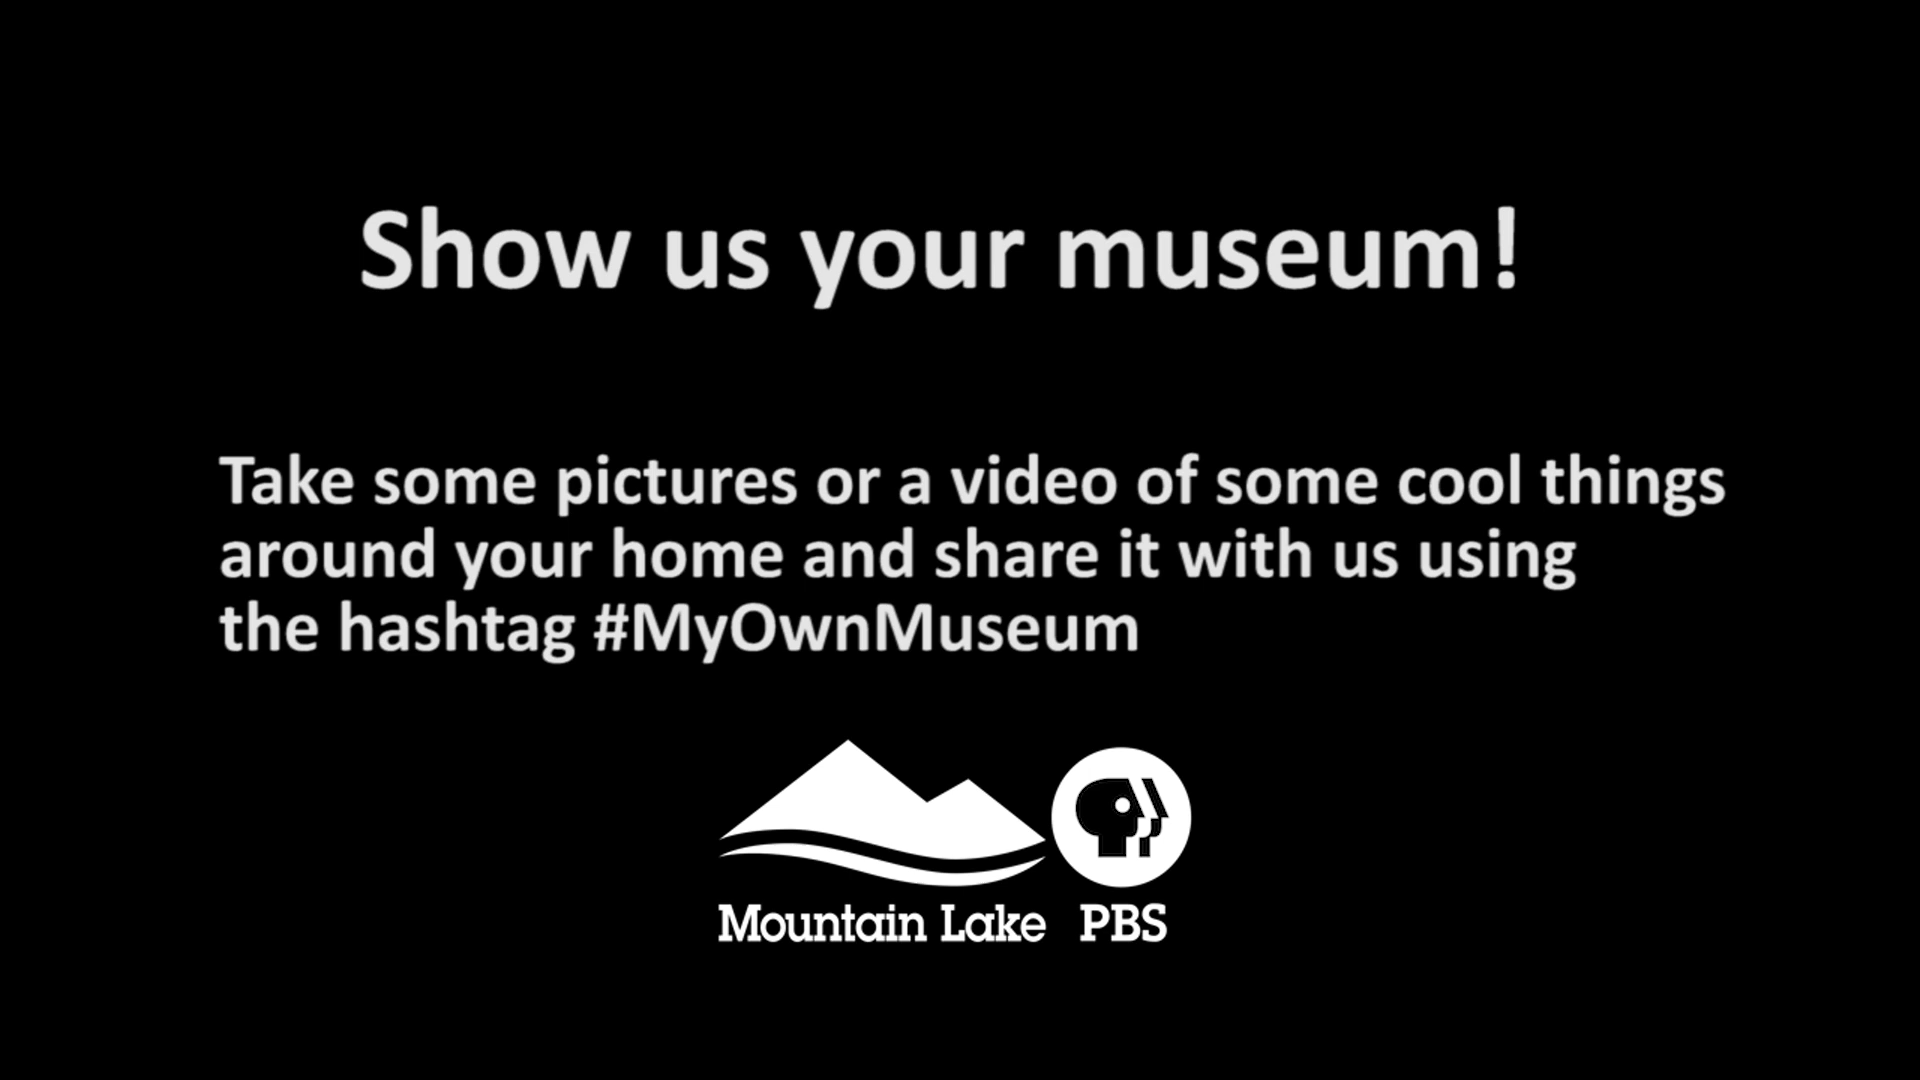 Show us your museum!
Take some pictures or a video of some cool things
around your home and share it with us using
the hashtag #MyOwnMuseum
Mountain Lake PBS